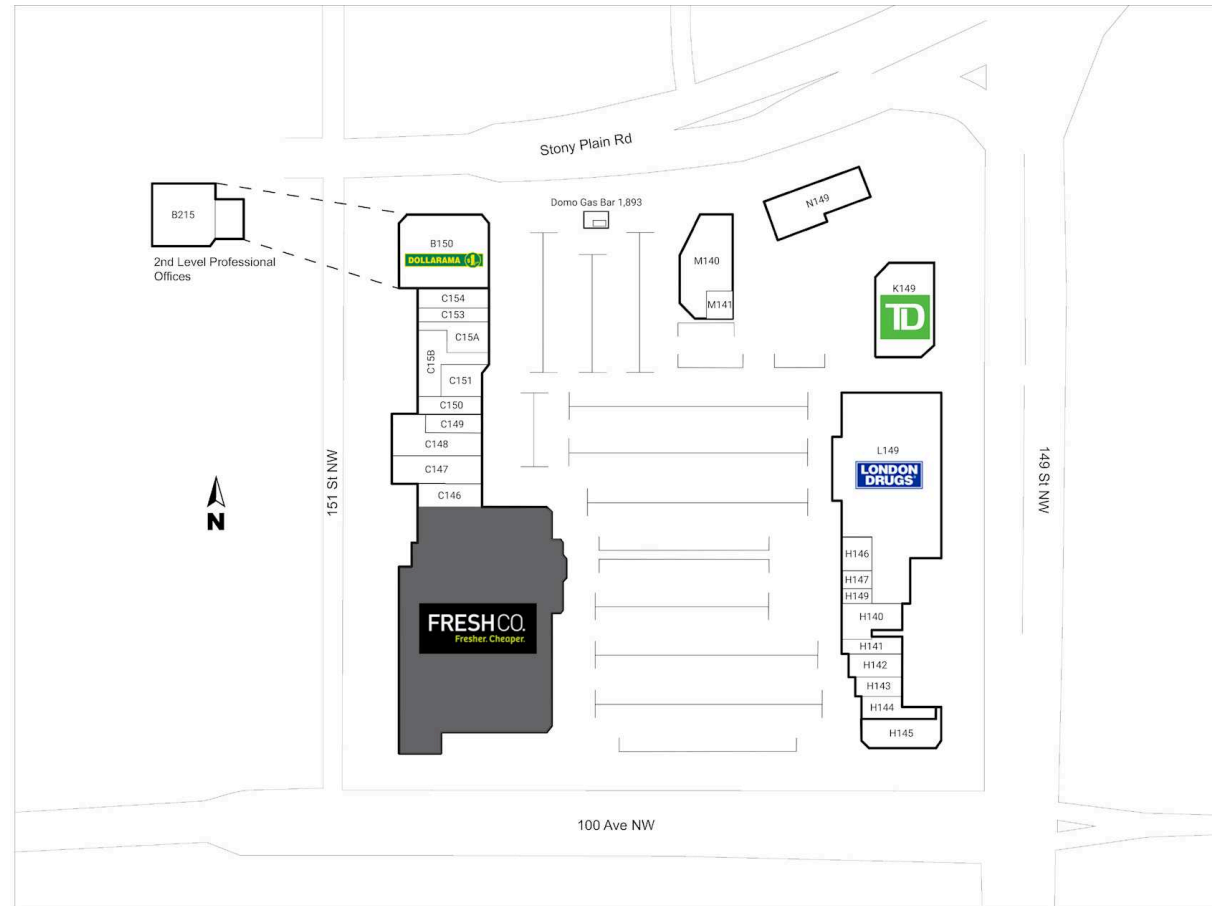 Stony Plain Rd
B215
2nd Level Professional
Offices
Domo Gas Bar 1,893
N149
B150
DOLLARAMA
M140
M141
K149
TD
C154
C153
C15A
C15B
C151
C150
C149
C148
C147
C146
L149
LONDON
DRUGS
151 St NW
149 St NW
N
H146
H147
H149
H140
H141
H142
H143
H144
H145
FRESHCO.
Fresher. Cheaper.
100 Ave NW